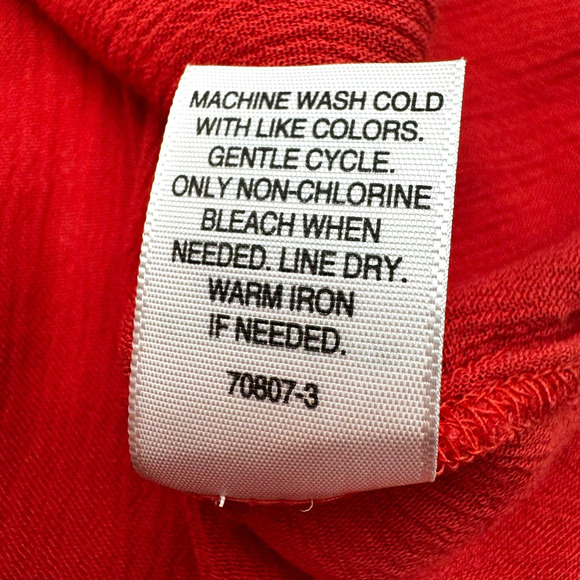 MACHINE WASH COLD
WITH LIKE COLORS.
GENTLE CYCLE.
ONLY NON-CHLORINE
BLEACH WHEN
NEEDED. LINE DRY.
WARM IRON
IF NEEDED.
70807-3